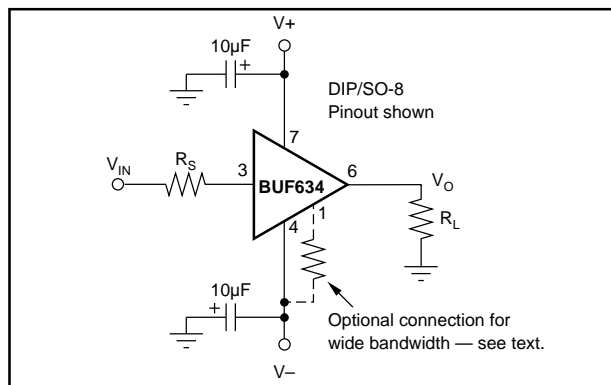 V+
10µF
+
DIP/SO-8
Pinout shown
7
V_IN
R_S
3
BUF634
6
V_O
1
4
R_L
10µF
+
Optional connection for
wide bandwidth — see text.
V–